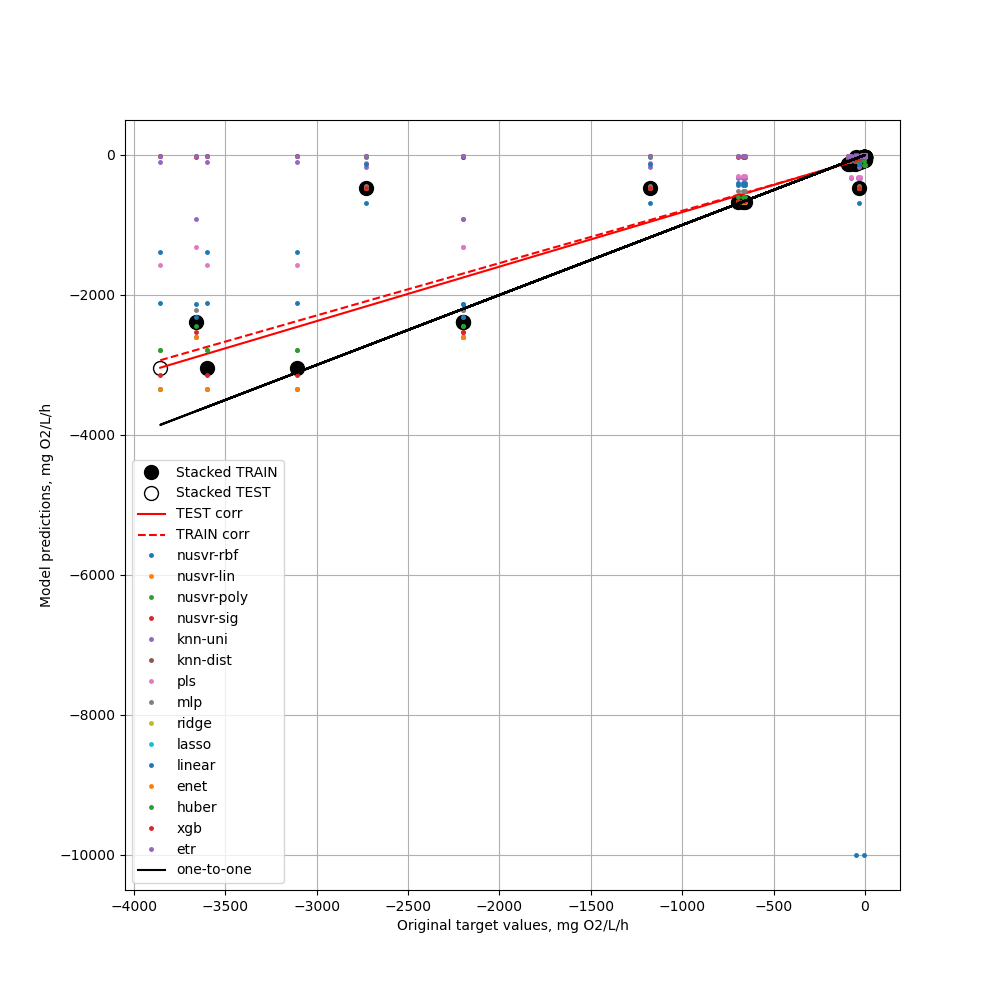 0
−2000
−4000
−6000
−8000
−10000
Model predictions, mg O2/L/h
Stacked TRAIN
Stacked TEST
TEST corr
TRAIN corr
nusvr-rbf
nusvr-lin
nusvr-poly
nusvr-sig
knn-uni
knn-dist
pls
mlp
ridge
lasso
linear
enet
huber
xgb
etr
one-to-one
−4000 −3500 −3000 −2500 −2000 −1500 −1000 −500 0
Original target values, mg O2/L/h